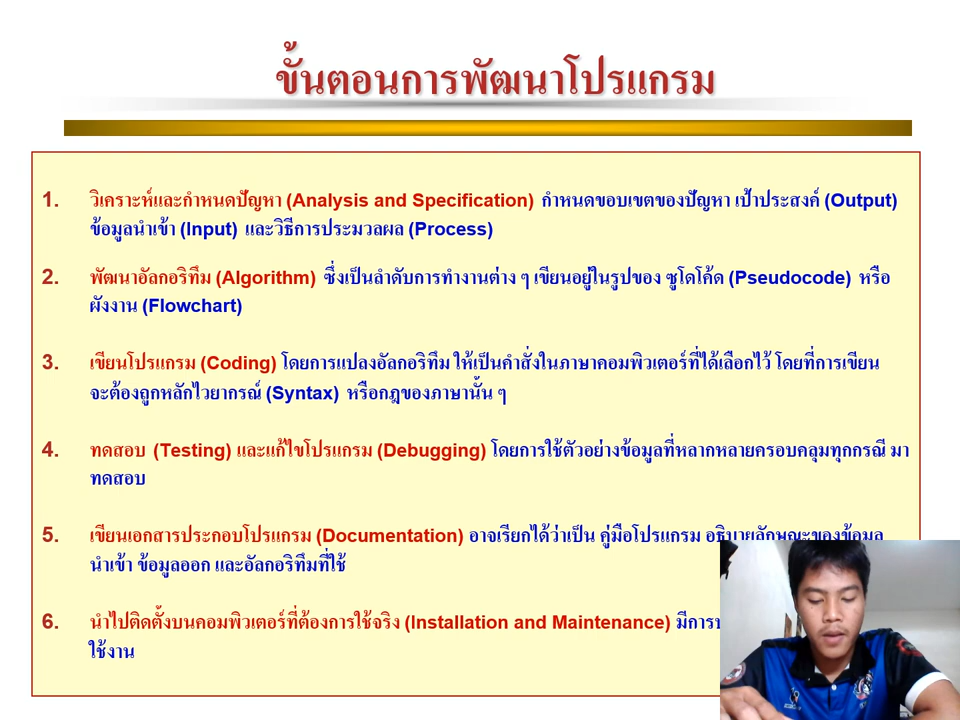 ขั้นตอนการพัฒนาโปรแกรม
1. วิเคราะห์และกำหนดปัญหา (Analysis and Specification) กำหนดขอบเขตของปัญหา เป้าประสงค์ (Output)
ข้อมูลนำเข้า (Input) และวิธีการประมวลผล (Process)
2. พัฒนาอัลกอริทึม (Algorithm) ซึ่งเป็นลำดับการทำงานต่าง ๆ เขียนอยู่ในรูปของ ซูโดโค้ด (Pseudocode) หรือ
ผังงาน (Flowchart)
3. เขียนโปรแกรม (Coding) โดยการแปลงอัลกอริทึม ให้เป็นคำสั่งในภาษาคอมพิวเตอร์ที่ได้เลือกไว้ โดยที่การเขียน
จะต้องถูกหลักไวยากรณ์ (Syntax) หรือกฎของภาษานั้น ๆ
4. ทดสอบ (Testing) และแก้ไขโปรแกรม (Debugging) โดยการใช้ตัวอย่างข้อมูลที่หลากหลายครอบคลุมทุกกรณี มา
ทดสอบ
5. เขียนเอกสารประกอบโปรแกรม (Documentation) อาจเรียกได้ว่าเป็น คู่มือโปรแกรม อธิบายลักษณะของข้อมูล
นำเข้า ข้อมูลออก และอัลกอริทึมที่ใช้
6. นำไปติดตั้งบนคอมพิวเตอร์ที่ต้องการใช้จริง (Installation and Maintenance) มีการ
ใช้งาน